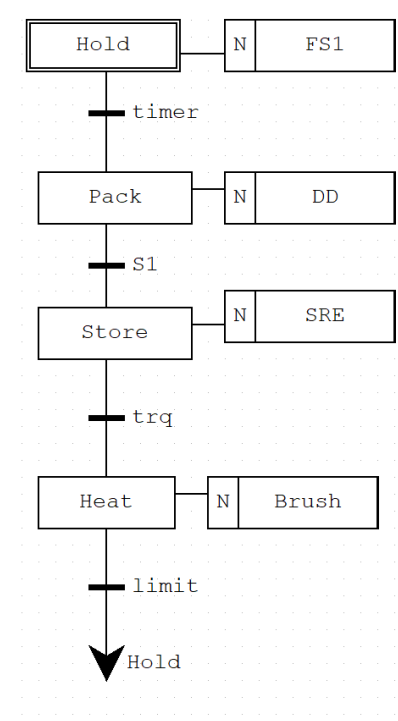 Hold N FS1
timer
Pack N DD
S1
Store N SRE
trq
Heat N Brush
limit
Hold